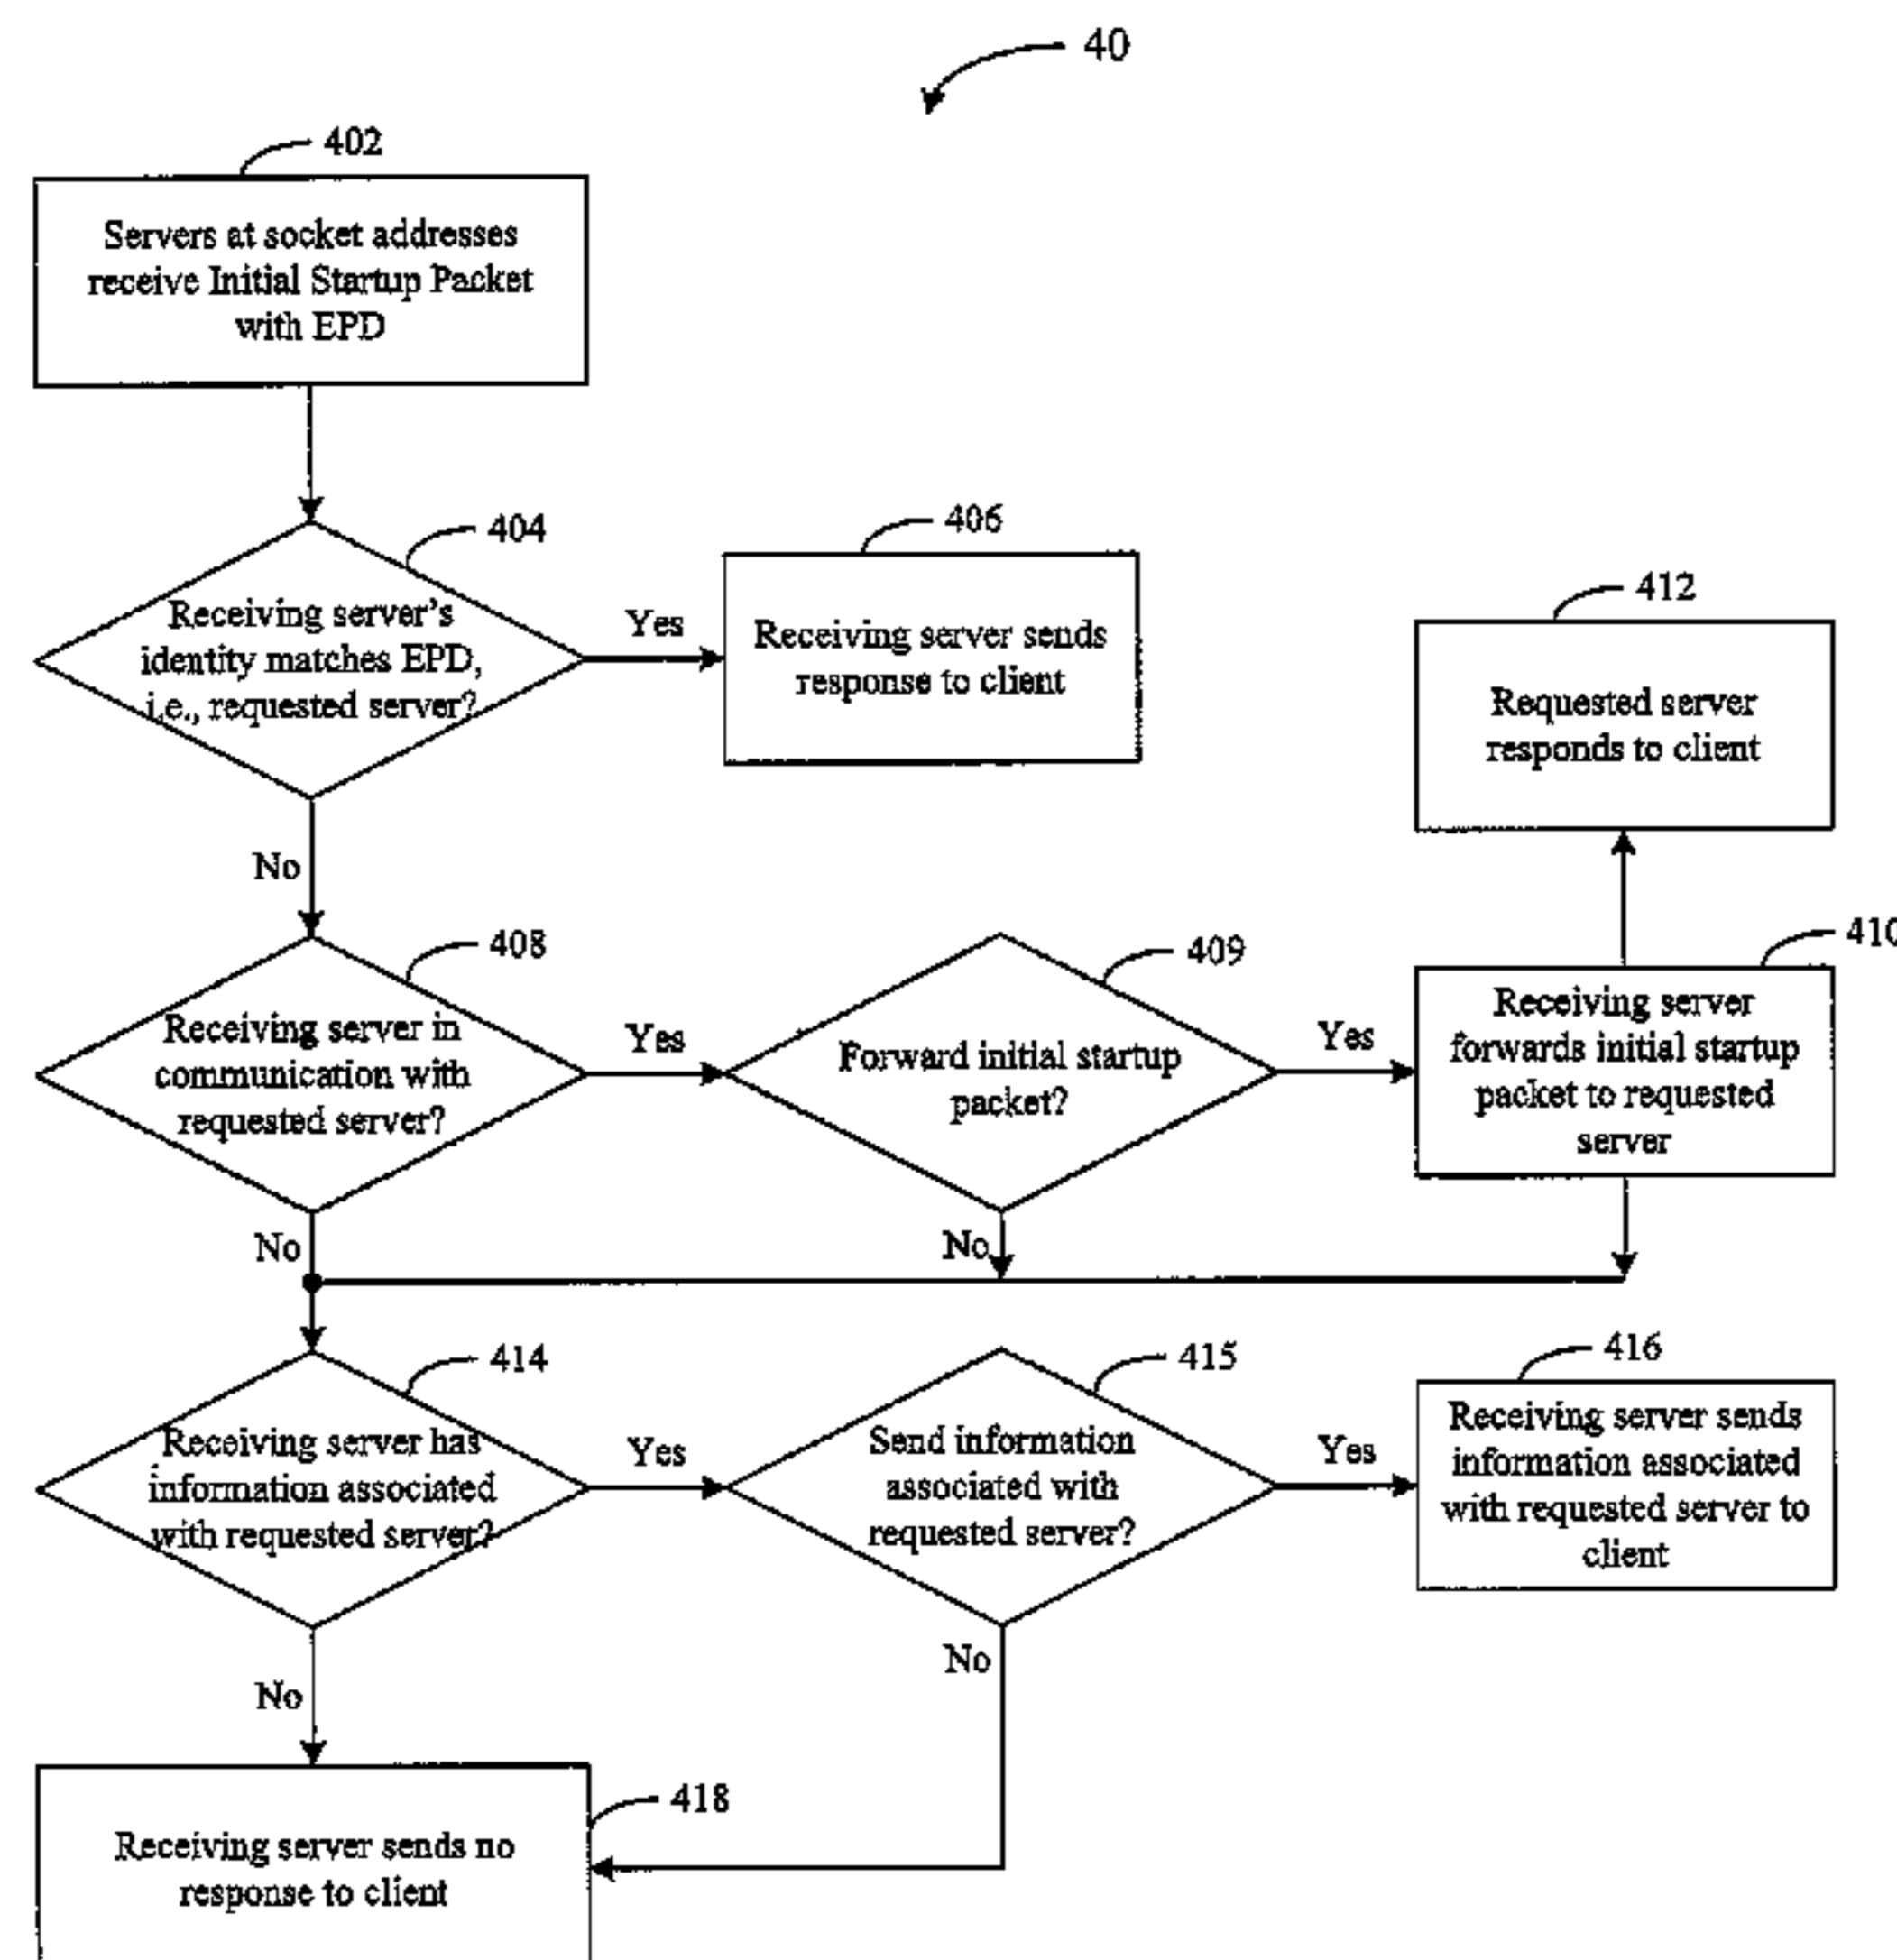 40
402
Servers at socket addresses
receive Initial Startup Packet
with EPD
404
Receiving server's
identity matches EPD,
i.e., requested server?
Yes
406
Receiving server sends
response to client
412
Requested server
responds to client
No
408
Receiving server in
communication with
requested server?
Yes
409
Forward initial startup
packet?
Yes
410
Receiving server
forwards initial startup
packet to requested
server
No
No
414
Receiving server has
information associated
with requested server?
Yes
415
Send information
associated with
requested server?
Yes
416
Receiving server sends
information associated
with requested server to
client
No
No
418
Receiving server sends no
response to client